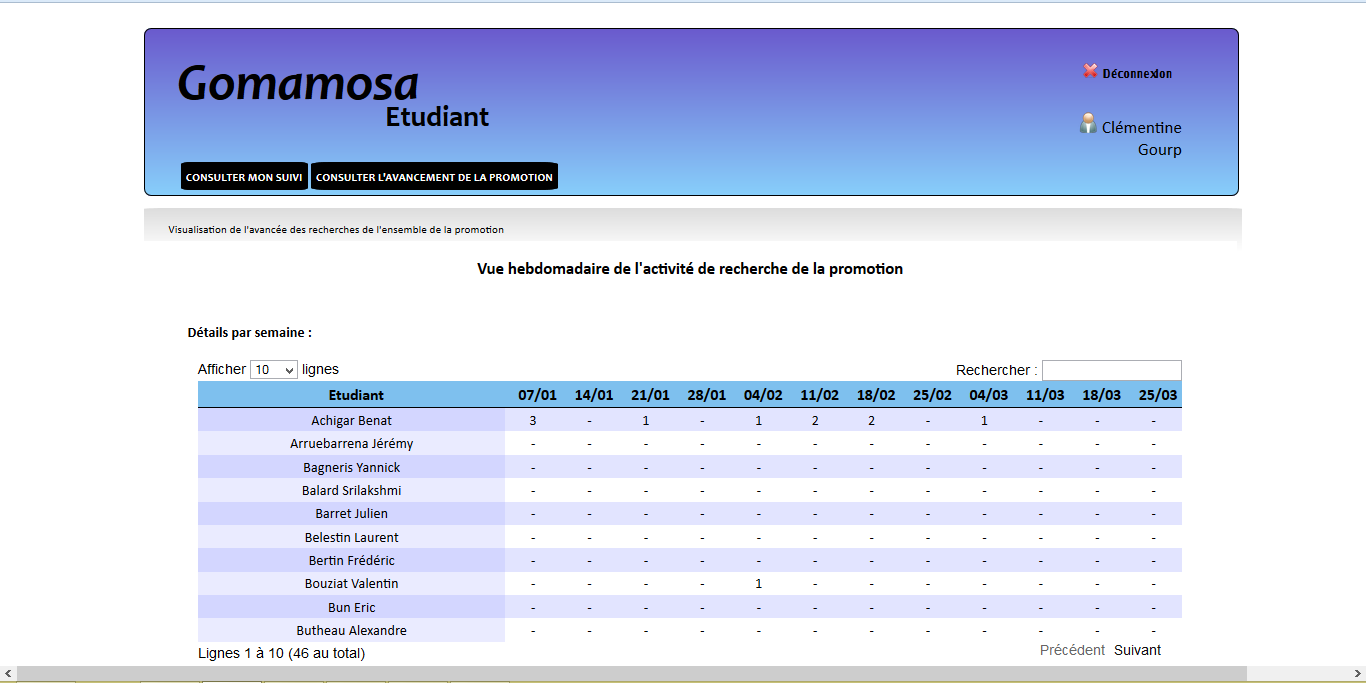 Gomamosa
Etudiant
Déconnexion
Clémentine
Gourp
CONSULTER MON SUIVI CONSULTER L'AVANCEMENT DE LA PROMOTION
Visualisation de l'avancée des recherches de l'ensemble de la promotion
Vue hebdomadaire de l'activité de recherche de la promotion
Détails par semaine :
Afficher 10 lignes Rechercher :
Etudiant 07/01 14/01 21/01 28/01 04/02 11/02 18/02 25/02 04/03 11/03 18/03 25/03
Achigar Benat 3 - 1 - 1 2 2 - 1 - - -
Arruebarrena Jérémy - - - - - - - - - - - -
Bagneris Yannick - - - - - - - - - - - -
Balard Srilakshmi - - - - - - - - - - - -
Barret Julien - - - - - - - - - - - -
Belestin Laurent - - - - - - - - - - - -
Bertin Frédéric - - - - - - - - - - - -
Bouziat Valentin - - - - 1 - - - - - - -
Bun Eric - - - - - - - - - - - -
Butheau Alexandre - - - - - - - - - - - -
Lignes 1 à 10 (46 au total) Précédent Suivant